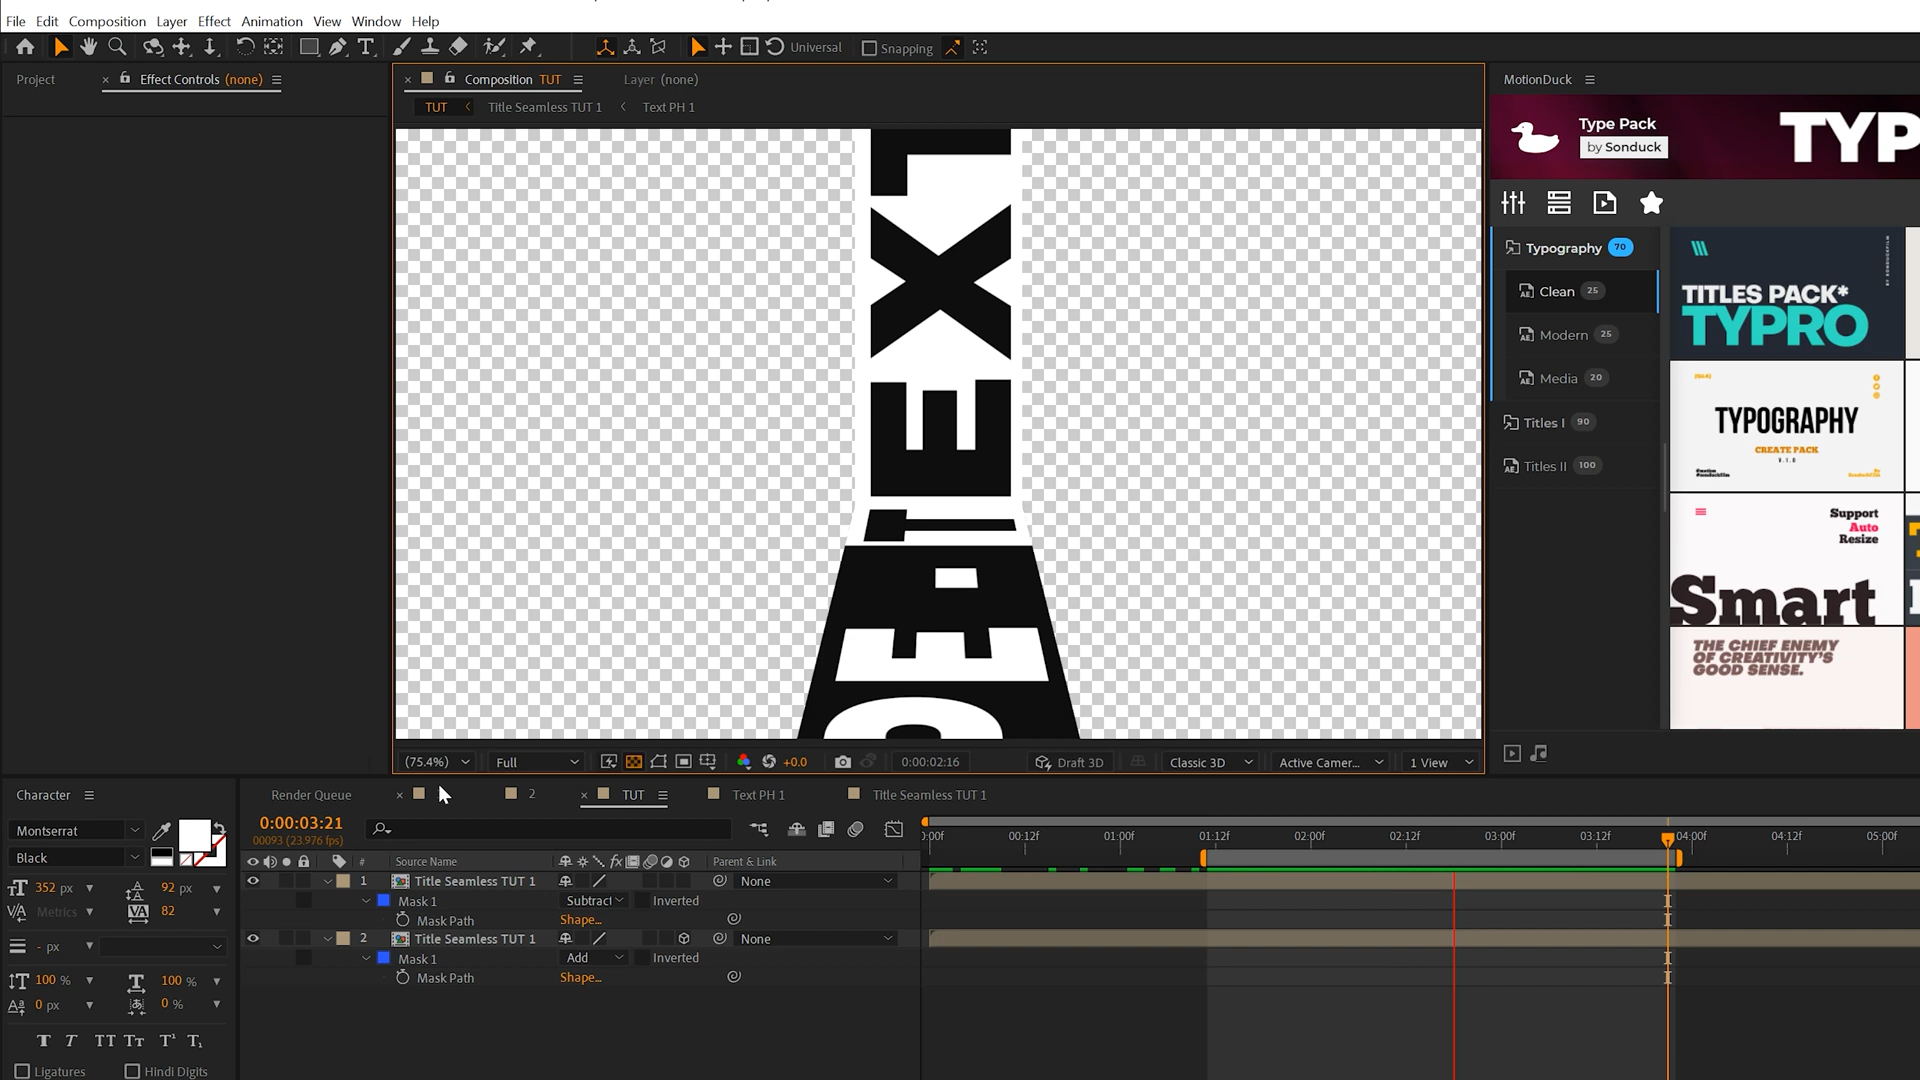 File Edit Composition Layer Effect Animation View Window Help
Universal Snapping
Project Effect Controls (none) Composition TUT Layer (none) MotionDuck
TUT Title Seamless TUT 1 Text PH 1
Type Pack
by Sonduck
TYP
Typography 70
Clean 25
Modern 25
Media 20
Titles I 90
Titles II 100
TITLES PACK*
TYPRO
TYPOGRAPHY
CREATE PACK
V.1.0
Support
Auto
Resize
Smart
THE CHIEF ENEMY
OF CREATIVITY'S
GOOD SENSE.
(75.4%) Full +0.0 0:00:02:16 Draft 3D Classic 3D Active Camer... 1 View
Character Render Queue 2 TUT Text PH 1 Title Seamless TUT 1
Montserrat
Black
0:00:03:21
00093 (23.976 fps)
:00f 00:12f 01:00f 01:12f 02:00f 02:12f 03:00f 03:12f 04:00f 04:12f 05:00f
# Source Name fx Parent & Link
1 Title Seamless TUT 1 None
Mask 1 Subtract Inverted
Mask Path Shape...
2 Title Seamless TUT 1 None
Mask 1 Add Inverted
Mask Path Shape...
352 px 92 px
Metrics 82
- px
100 % 100 %
0 px 0 %
T T TT Tт T¹ T₁
Ligatures Hindi Digits